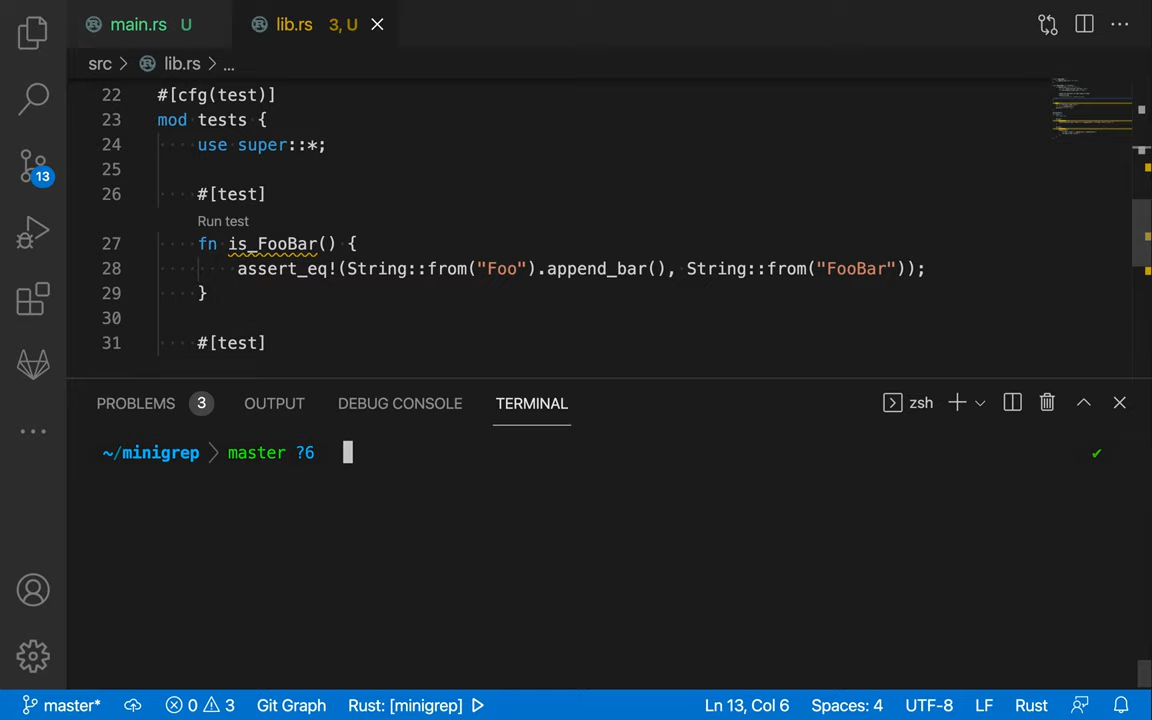 main.rs U lib.rs 3, U
src > lib.rs > ...
22 #[cfg(test)]
23 mod tests {
24 use super::*;
25
26 #[test]
Run test
27 fn is_FooBar() {
28 assert_eq!(String::from("Foo").append_bar(), String::from("FooBar"));
29 }
30
31 #[test]
13
PROBLEMS 3 OUTPUT DEBUG CONSOLE TERMINAL zsh
~/minigrep > master ?6
master* 0 3 Git Graph Rust: [minigrep] Ln 13, Col 6 Spaces: 4 UTF-8 LF Rust